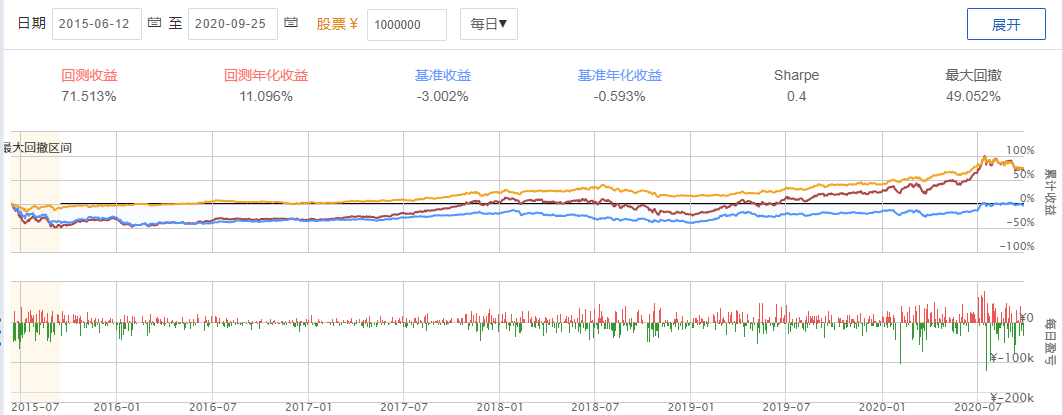 日期 2015-06-12 至 2020-09-25 股票￥ 1000000 每日▼ 展开
回测收益 回测年化收益 基准收益 基准年化收益 Sharpe 最大回撤
71.513% 11.096% -3.002% -0.593% 0.4 49.052%
最大回撤区间
100%
50%
0%
-50%
-100%
累计收益
¥0
¥-100k
¥-200k
每日盈亏
2015-07 2016-01 2016-07 2017-01 2017-07 2018-01 2018-07 2019-01 2019-07 2020-01 2020-07